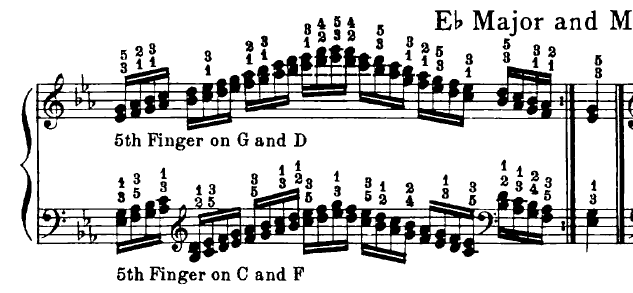 E♭ Major and M
5th Finger on G and D
5th Finger on C and F